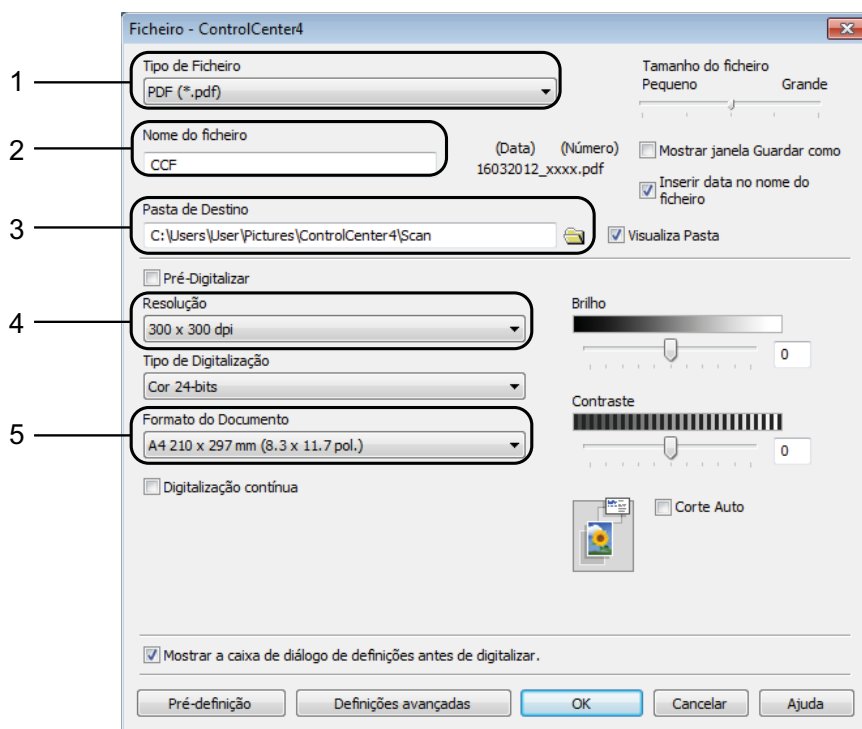 Ficheiro - ControlCenter4
1
Tipo de Ficheiro
PDF (*.pdf)
Tamanho do ficheiro
Pequeno Grande
2
Nome do ficheiro
CCF
(Data) (Número)
16032012_xxxx.pdf
Mostrar janela Guardar como
Inserir data no nome do
ficheiro
3
Pasta de Destino
C:\Users\User\Pictures\ControlCenter4\Scan
Visualiza Pasta
Pré-Digitalizar
4
Resolução
300 x 300 dpi
Brilho
0
Tipo de Digitalização
Cor 24-bits
Contraste
0
5
Formato do Documento
A4 210 x 297 mm (8.3 x 11.7 pol.)
Digitalização contínua
Corte Auto
Mostrar a caixa de diálogo de definições antes de digitalizar.
Pré-definição Definições avançadas OK Cancelar Ajuda